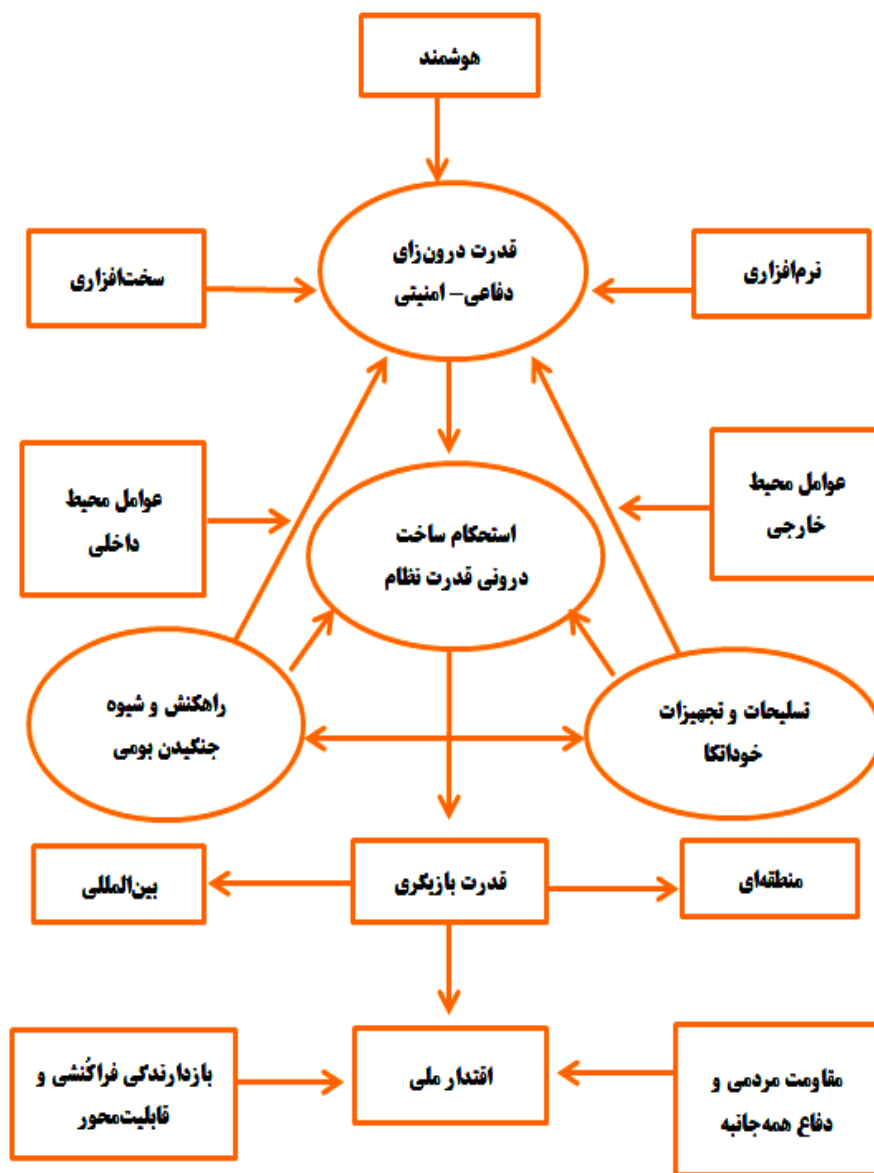 هوشمند
قدرت درون‌زای
دفاعی– امنیتی
نرم‌افزاری
سخت‌افزاری
عوامل محیط
خارجی
استحکام ساخت
درونی قدرت نظام
عوامل محیط
داخلی
تسلیحات و تجهیزات
خوداتکا
راهکنش و شیوه
جنگیدن بومی
منطقه‌ای
قدرت بازیگری
بین‌المللی
مقاومت مردمی و
دفاع همه‌جانبه
اقتدار ملی
بازدارندگی فراکُنشی و
قابلیت‌محور